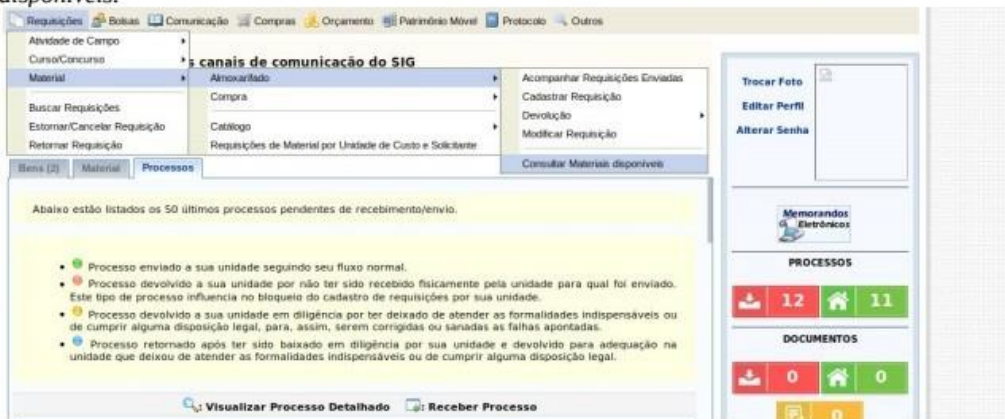 disponíveis.
Requisições Bolsas Comunicação Compras Orçamento Patrimônio Móvel Protocolo Outros
Atividade de Campo
Curso/Concurso
s canais de comunicação do SIG
Material
Almoxarifado
Acompanhar Requisições Enviadas
Compra
Cadastrar Requisição
Buscar Requisições
Devolução
Estornar/Cancelar Requisição
Catálogo
Modificar Requisição
Retornar Requisição
Requisições de Material por Unidade de Custo e Solicitante
Consultar Materiais disponíveis
Trocar Foto
Editar Perfil
Alterar Senha
Bens (2) Material Processos
Abaixo estão listados os 50 últimos processos pendentes de recebimento/envio.
Processo enviado a sua unidade seguindo seu fluxo normal.
Processo devolvido a sua unidade por não ter sido recebido fisicamente pela unidade para qual foi enviado.
Este tipo de processo influencia no bloqueio do cadastro de requisições por sua unidade.
Processo devolvido a sua unidade em diligência por ter deixado de atender as formalidades indispensáveis ou
de cumprir alguma disposição legal, para, assim, serem corrigidas ou sanadas as falhas apontadas.
Processo retornado após ter sido baixado em diligência por sua unidade e devolvido para adequação na
unidade que deixou de atender as formalidades indispensáveis ou de cumprir alguma disposição legal.
: Visualizar Processo Detalhado : Receber Processo
Memorandos
Eletrônicos
PROCESSOS
12 11
DOCUMENTOS
0 0
0